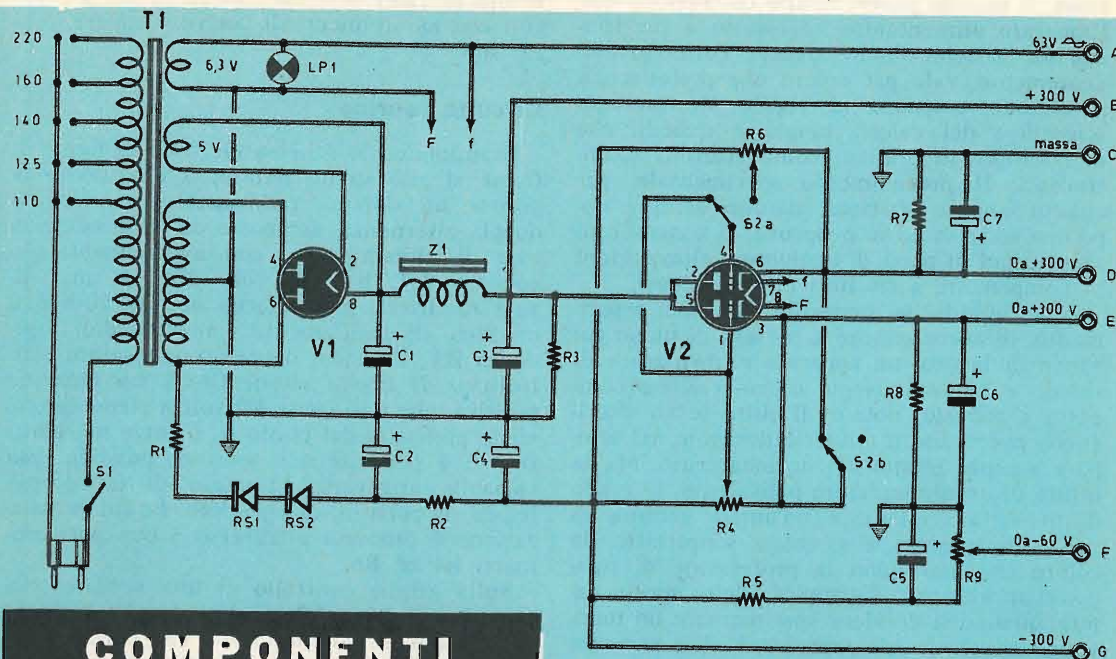 T1
220
160
140
125
110
6,3 V
LP1
5 V
F
f
6,3V
A
+300 V
B
massa
C
R6
S2a
R7
C7
+
0a+300 V
D
0a+300 V
E
4
6
2
5
7
8
f
F
3
1
V2
4
2
6
8
V1
Z1
+
C1
+
C3
R3
+
C2
+
C4
R8
+
C6
S2b
R1
RS1
RS2
R2
R4
S1
+
C5
R9
0a-60 V
F
R5
-300 V
G
COMPONENTI